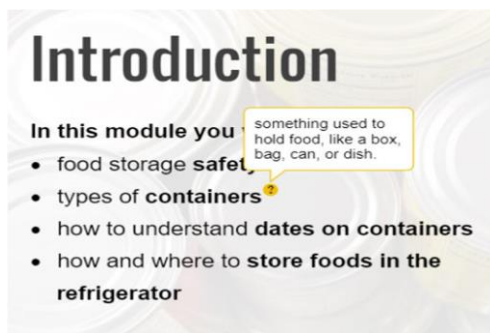 Introduction
In this module you
something used to
hold food, like a box,
bag, can, or dish.
• food storage safety
• types of containers ?
• how to understand dates on containers
• how and where to store foods in the
refrigerator